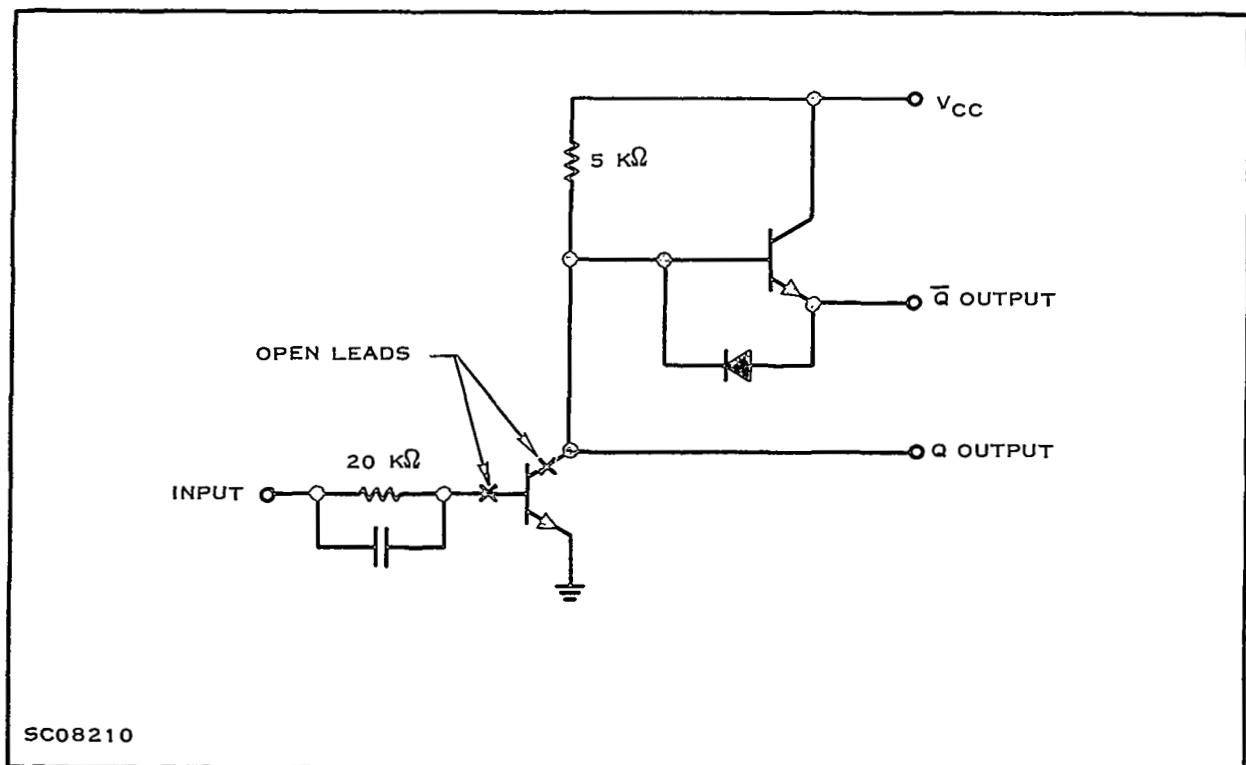 VCC
5 KΩ
Q̅ OUTPUT
OPEN LEADS
Q OUTPUT
20 KΩ
INPUT
SC08210